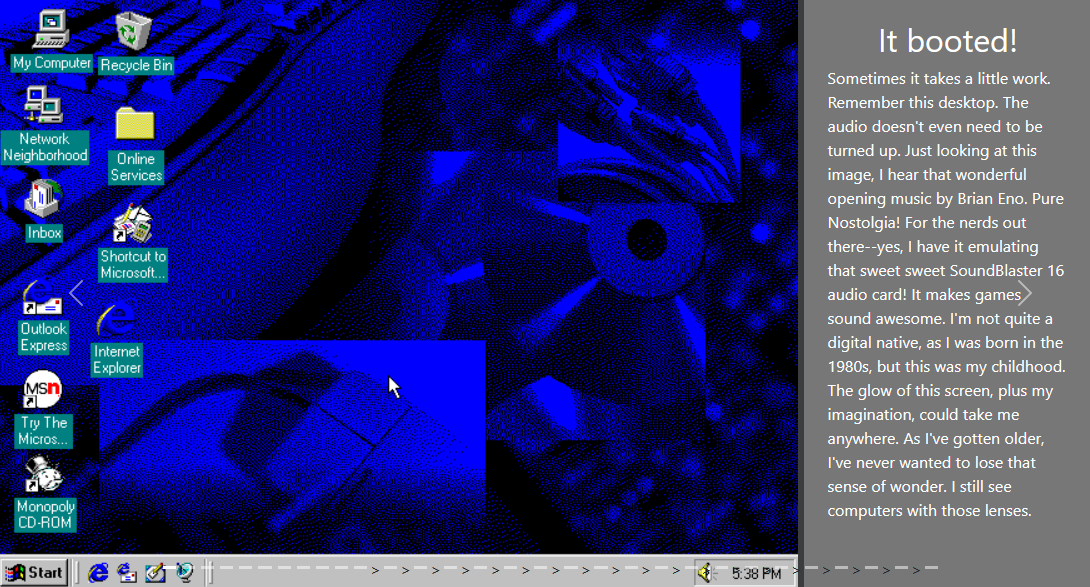 My Computer
Recycle Bin
Network
Neighborhood
Online
Services
Inbox
Shortcut to
Microsoft...
Outlook
Express
Internet
Explorer
MSN
Try The
Micros...
Monopoly
CD-ROM
Start
5:38 PM
It booted!
Sometimes it takes a little work.
Remember this desktop. The
audio doesn't even need to be
turned up. Just looking at this
image, I hear that wonderful
opening music by Brian Eno. Pure
Nostolgia! For the nerds out
there--yes, I have it emulating
that sweet sweet SoundBlaster 16
audio card! It makes games
sound awesome. I'm not quite a
digital native, as I was born in the
1980s, but this was my childhood.
The glow of this screen, plus my
imagination, could take me
anywhere. As I've gotten older,
I've never wanted to lose that
sense of wonder. I still see
computers with those lenses.